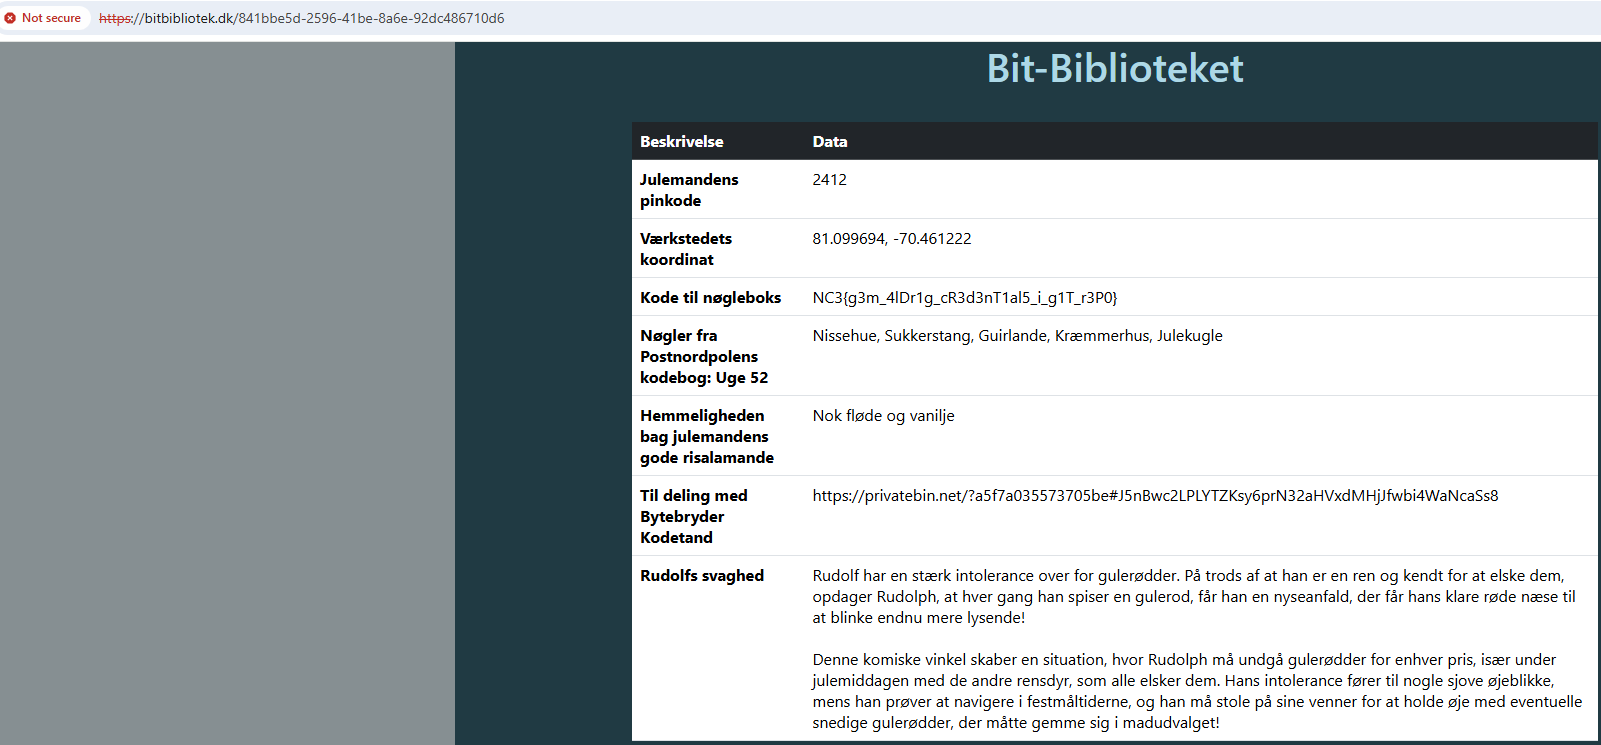 Not secure https://bitbibliotek.dk/841bbe5d-2596-41be-8a6e-92dc486710d6
Bit-Biblioteket
Beskrivelse Data
Julemandens pinkode 2412
Værkstedets koordinat 81.099694, -70.461222
Kode til nøgleboks NC3{g3m_4lDr1g_cR3d3nT1al5_i_g1T_r3P0}
Nøgler fra Postnordpolens kodebog: Uge 52 Nissehue, Sukkerstang, Guirlande, Kræmmerhus, Julekugle
Hemmeligheden bag julemandens gode risalamande Nok fløde og vanilje
Til deling med Bytebryder Kodetand https://privatebin.net/?a5f7a035573705be#J5nBwc2LPLYTZKsy6prN32aHVxdMHjJfwbi4WaNcaSs8
Rudolfs svaghed Rudolf har en stærk intolerance over for gulerødder. På trods af at han er en ren og kendt for at elske dem,
opdager Rudolph, at hver gang han spiser en gulerod, får han en nyseanfald, der får hans klare røde næse til
at blinke endnu mere lysende!
Denne komiske vinkel skaber en situation, hvor Rudolph må undgå gulerødder for enhver pris, især under
julemiddagen med de andre rensdyr, som alle elsker dem. Hans intolerance fører til nogle sjove øjeblikke,
mens han prøver at navigere i festmåltiderne, og han må stole på sine venner for at holde øje med eventuelle
snedige gulerødder, der måtte gemme sig i madudvalget!